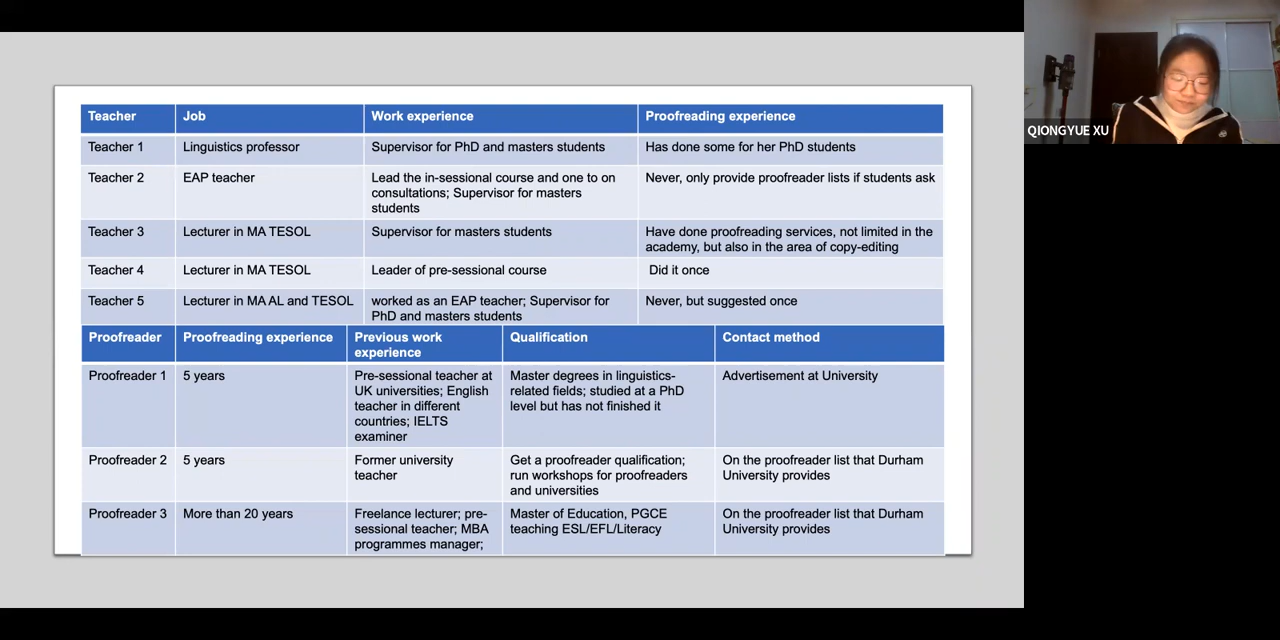 Teacher Job Work experience Proofreading experience
Teacher 1 Linguistics professor Supervisor for PhD and masters students Has done some for her PhD students
Teacher 2 EAP teacher Lead the in-sessional course and one to on Never, only provide proofreader lists if students ask
consultations; Supervisor for masters
students
Teacher 3 Lecturer in MA TESOL Supervisor for masters students Have done proofreading services, not limited in the
academy, but also in the area of copy-editing
Teacher 4 Lecturer in MA TESOL Leader of pre-sessional course Did it once
Teacher 5 Lecturer in MA AL and TESOL worked as an EAP teacher; Supervisor for Never, but suggested once
PhD and masters students
Proofreader Proofreading experience Previous work Qualification Contact method
experience
Proofreader 1 5 years Pre-sessional teacher at Master degrees in linguistics- Advertisement at University
UK universities; English related fields; studied at a PhD
teacher in different level but has not finished it
countries; IELTS
examiner
Proofreader 2 5 years Former university Get a proofreader qualification; On the proofreader list that Durham
teacher run workshops for proofreaders University provides
and universities
Proofreader 3 More than 20 years Freelance lecturer; pre- Master of Education, PGCE On the proofreader list that Durham
sessional teacher; MBA teaching ESL/EFL/Literacy University provides
programmes manager;
QIONGYUE XU